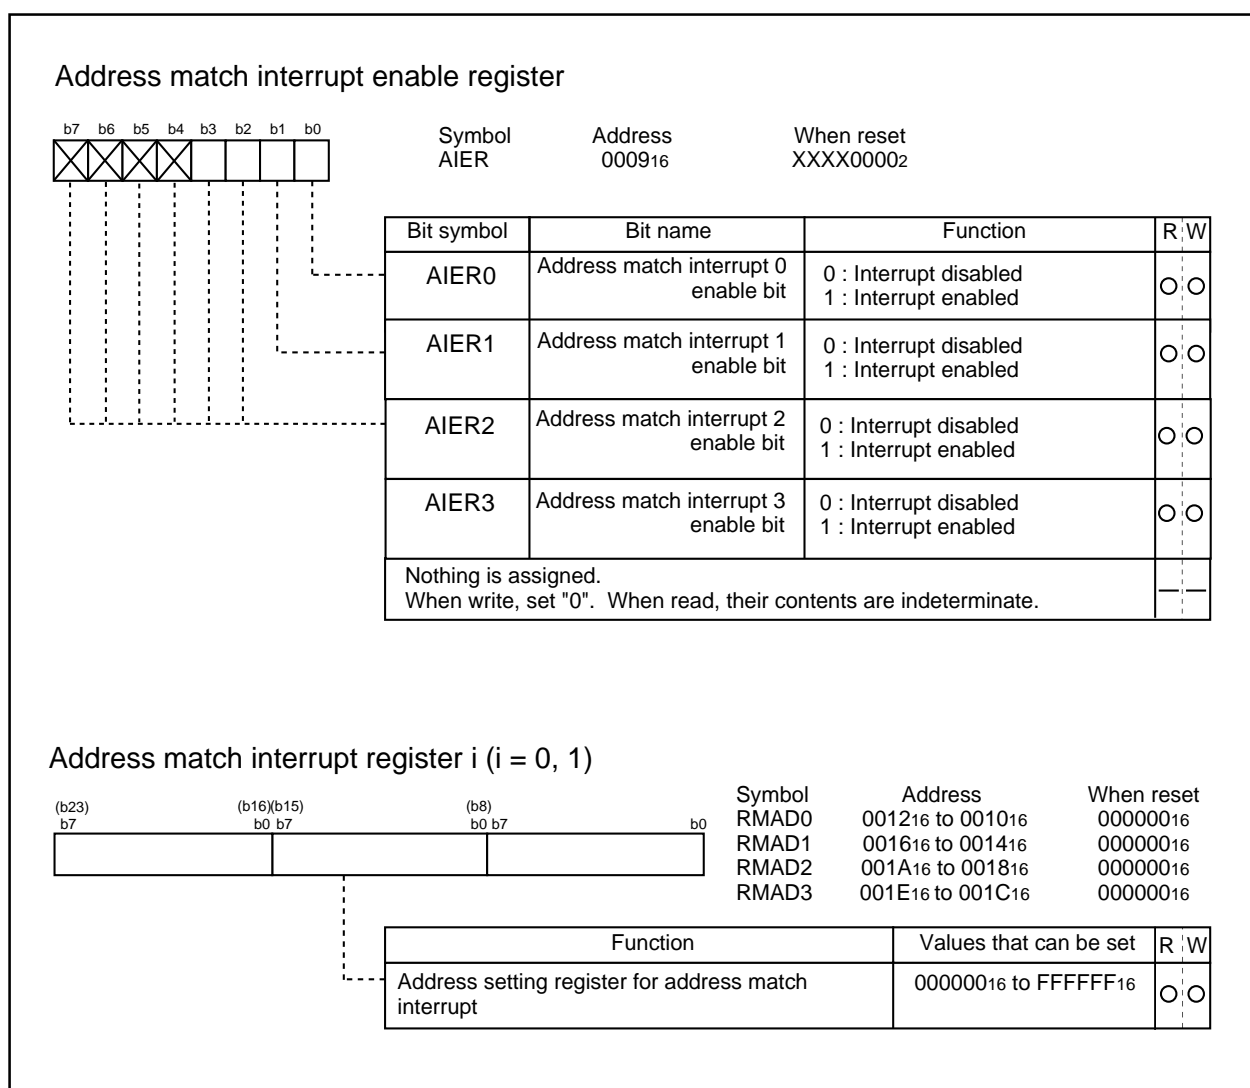 Address match interrupt enable register
b7 b6 b5 b4 b3 b2 b1 b0
Symbol Address When reset
AIER 000916 XXXX00002
Bit symbol Bit name Function R W
AIER0 Address match interrupt 0 enable bit 0 : Interrupt disabled
1 : Interrupt enabled
AIER1 Address match interrupt 1 enable bit 0 : Interrupt disabled
1 : Interrupt enabled
AIER2 Address match interrupt 2 enable bit 0 : Interrupt disabled
1 : Interrupt enabled
AIER3 Address match interrupt 3 enable bit 0 : Interrupt disabled
1 : Interrupt enabled
Nothing is assigned.
When write, set "0". When read, their contents are indeterminate.
Address match interrupt register i (i = 0, 1)
(b23) (b16)(b15) (b8)
b7 b0 b7 b0 b7 b0
Symbol Address When reset
RMAD0 001216 to 001016 00000016
RMAD1 001616 to 001416 00000016
RMAD2 001A16 to 001816 00000016
RMAD3 001E16 to 001C16 00000016
Function Values that can be set R W
Address setting register for address match interrupt 00000016 to FFFFFF16